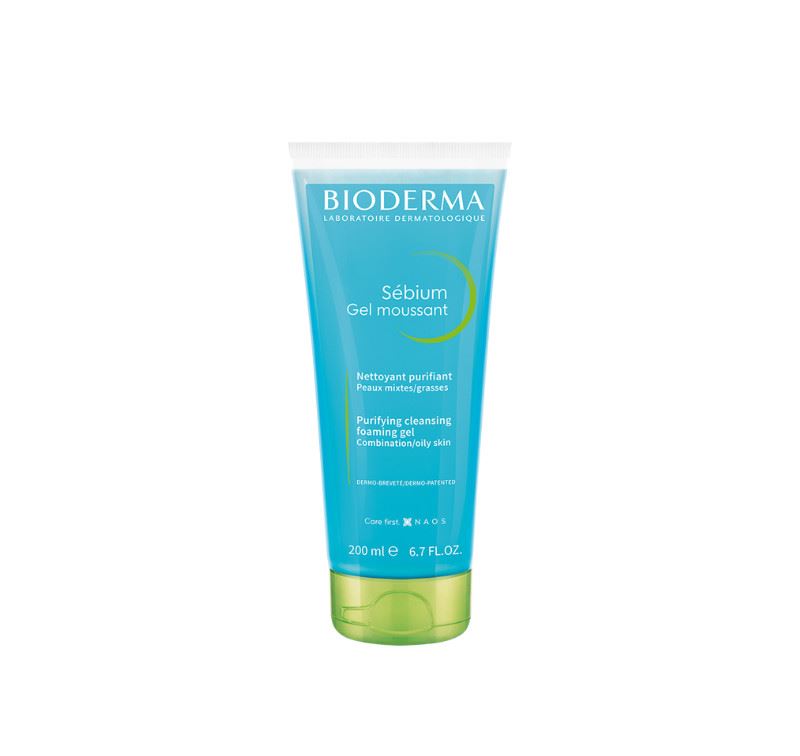 BIODERMA
LABORATOIRE DERMATOLOGIQUE
Sébium
Gel moussant
Nettoyant purifiant
Peaux mixtes/grasses
Purifying cleansing
foaming gel
Combination/oily skin
DERMO-BREVETÉ/DERMO-PATENTED
Care first. NAOS
200 ml ℮ 6.7 FL.OZ.